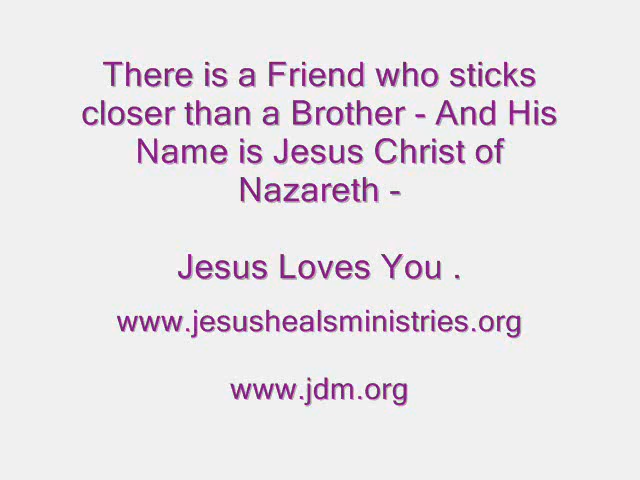 There is a Friend who sticks
closer than a Brother - And His
Name is Jesus Christ of
Nazareth -
Jesus Loves You .
www.jesushealsministries.org
www.jdm.org